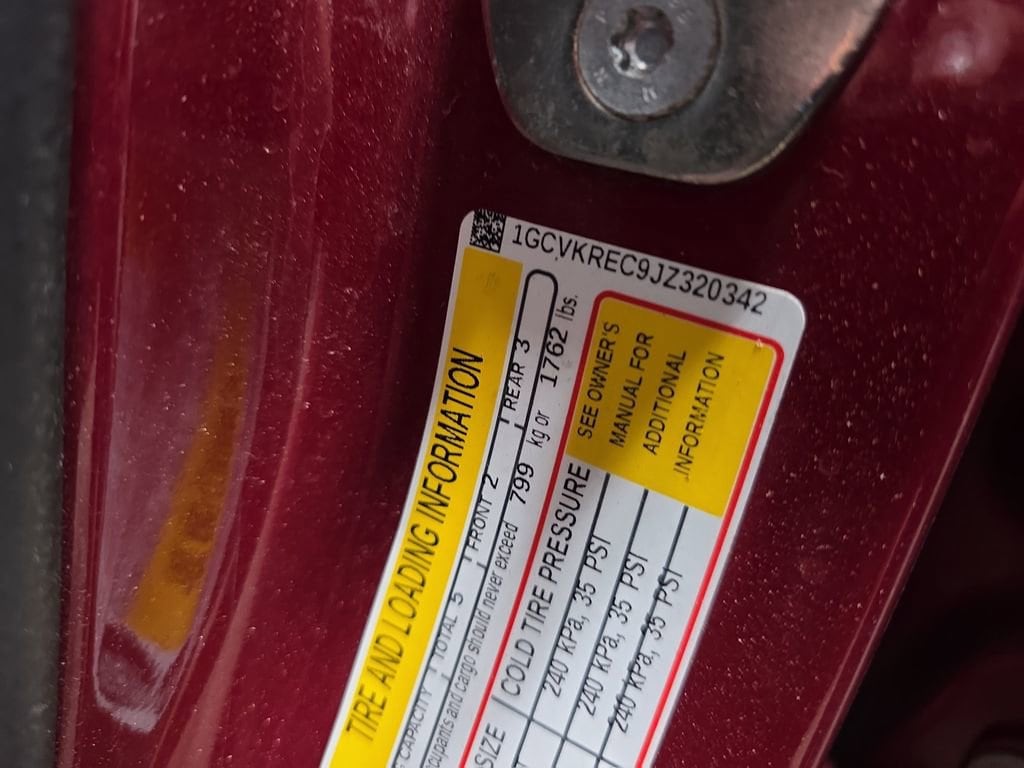 1GCVKREC9JZ320342
TIRE AND LOADING INFORMATION
CAPACITY TOTAL 5 FRONT 2 REAR 3
and cargo should never exceed 799 kg or 1762 lbs.
SIZE COLD TIRE PRESSURE
240 KPA, 35 PSI
240 KPA, 35 PSI
240 KPA, 35 PSI
SEE OWNER'S
MANUAL FOR
ADDITIONAL
INFORMATION